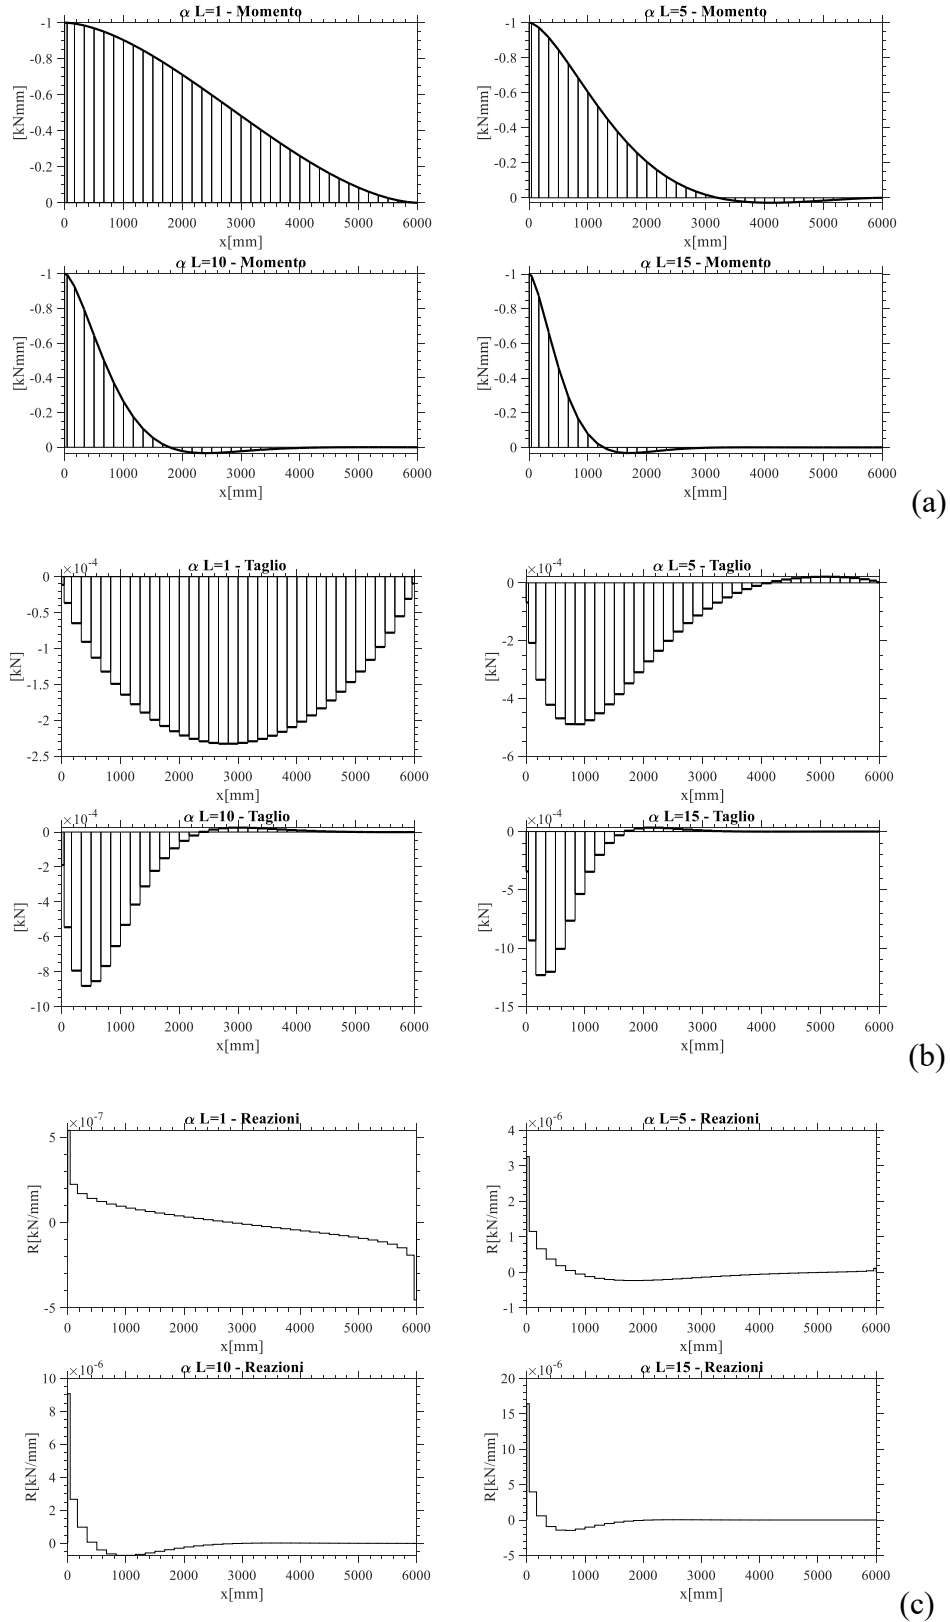 α L=1 - Momento
-1
-0.8
-0.6
-0.4
-0.2
0
[kNmm]
0 1000 2000 3000 4000 5000 6000
x[mm]
α L=5 - Momento
-1
-0.8
-0.6
-0.4
-0.2
0
[kNmm]
0 1000 2000 3000 4000 5000 6000
x[mm]
α L=10 - Momento
-1
-0.8
-0.6
-0.4
-0.2
0
[kNmm]
0 1000 2000 3000 4000 5000 6000
x[mm]
α L=15 - Momento
-1
-0.8
-0.6
-0.4
-0.2
0
[kNmm]
0 1000 2000 3000 4000 5000 6000
x[mm]
(a)
×10⁻⁴
α L=1 - Taglio
0
-0.5
-1
-1.5
-2
-2.5
[kN]
0 1000 2000 3000 4000 5000 6000
x[mm]
×10⁻⁴
α L=5 - Taglio
0
-2
-4
-6
[kN]
0 1000 2000 3000 4000 5000 6000
x[mm]
×10⁻⁴
α L=10 - Taglio
0
-2
-4
-6
-8
-10
[kN]
0 1000 2000 3000 4000 5000 6000
x[mm]
×10⁻⁴
α L=15 - Taglio
0
-5
-10
-15
[kN]
0 1000 2000 3000 4000 5000 6000
x[mm]
(b)
×10⁻⁷
α L=1 - Reazioni
5
0
-5
R[kN/mm]
0 1000 2000 3000 4000 5000 6000
x[mm]
×10⁻⁶
α L=5 - Reazioni
4
3
2
1
0
-1
R[kN/mm]
0 1000 2000 3000 4000 5000 6000
x[mm]
×10⁻⁶
α L=10 - Reazioni
10
8
6
4
2
0
R[kN/mm]
0 1000 2000 3000 4000 5000 6000
x[mm]
×10⁻⁶
α L=15 - Reazioni
20
15
10
5
0
-5
R[kN/mm]
0 1000 2000 3000 4000 5000 6000
x[mm]
(c)